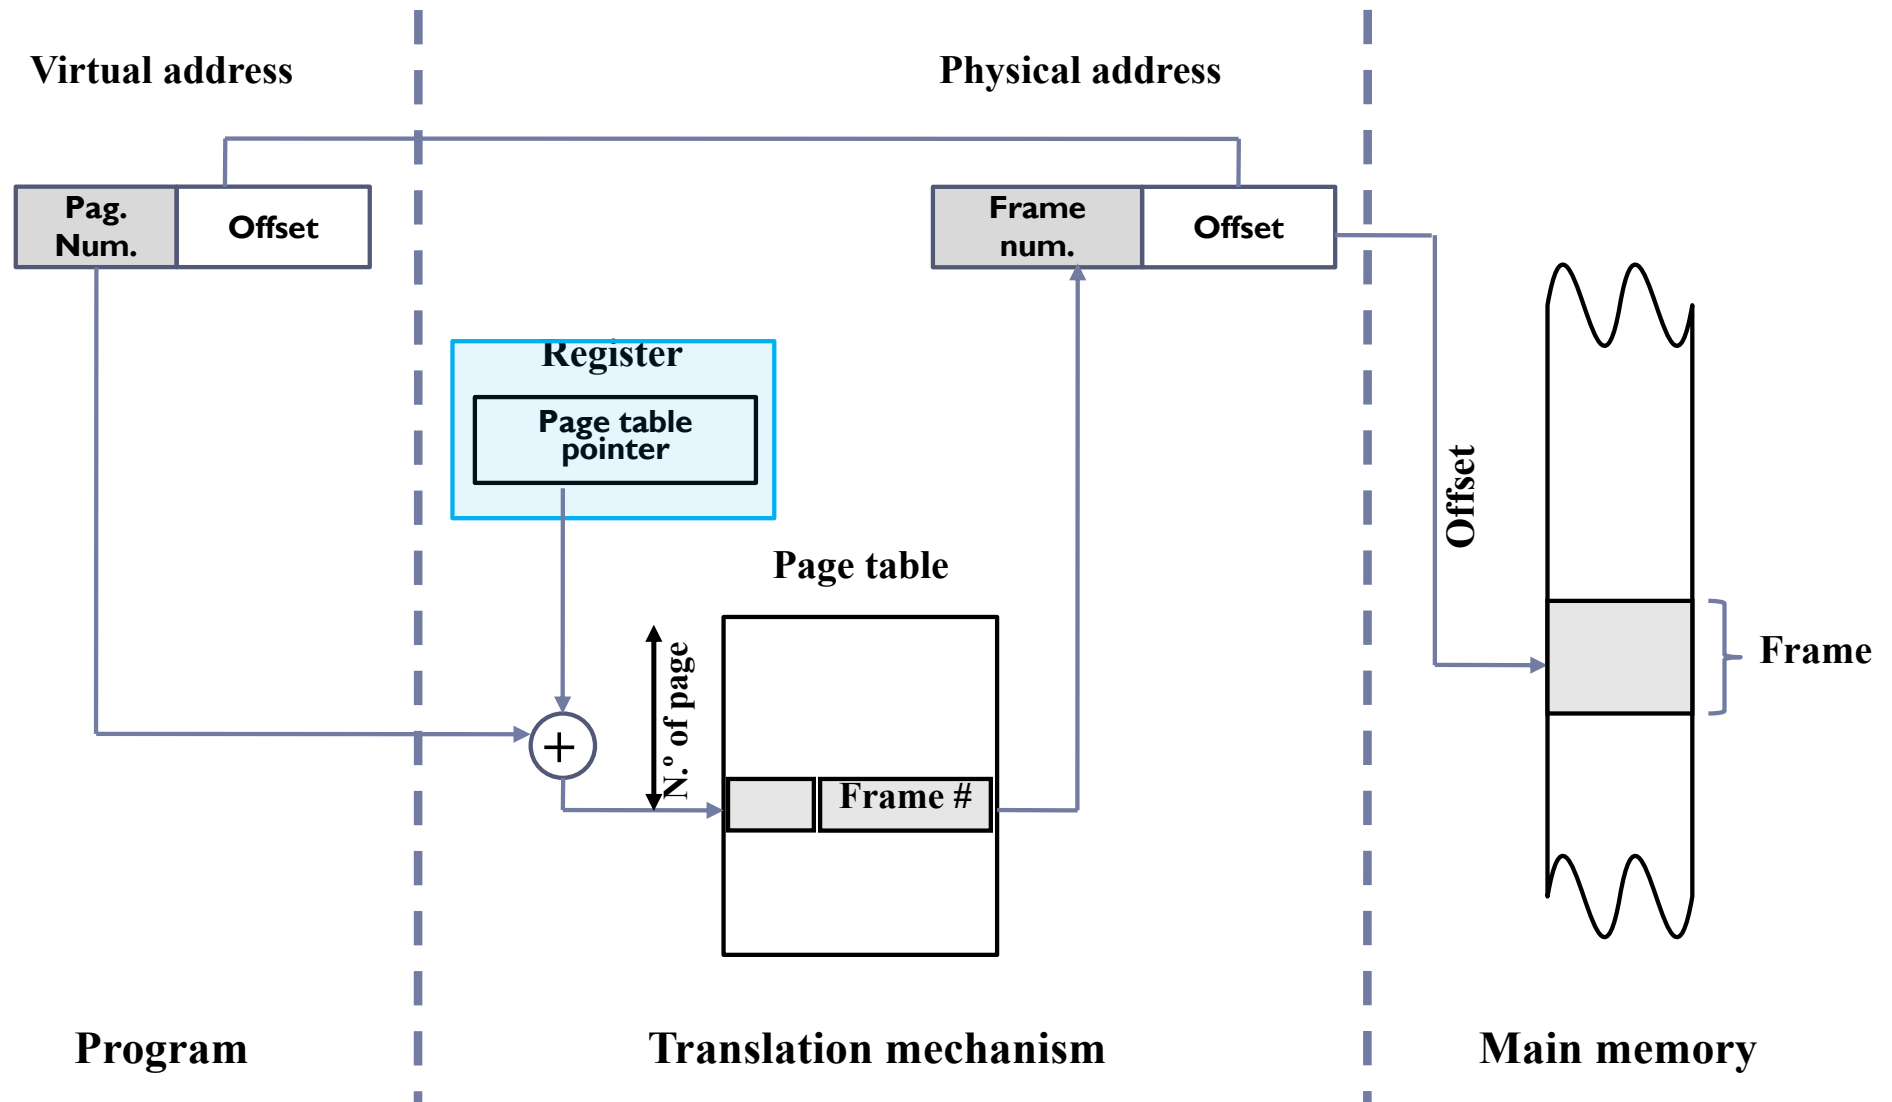 Virtual address
Physical address
Pag.
Num.
Offset
Frame
num.
Offset
Register
Page table
pointer
Offset
Page table
N.º of page
Frame
+
Frame #
Program
Translation mechanism
Main memory